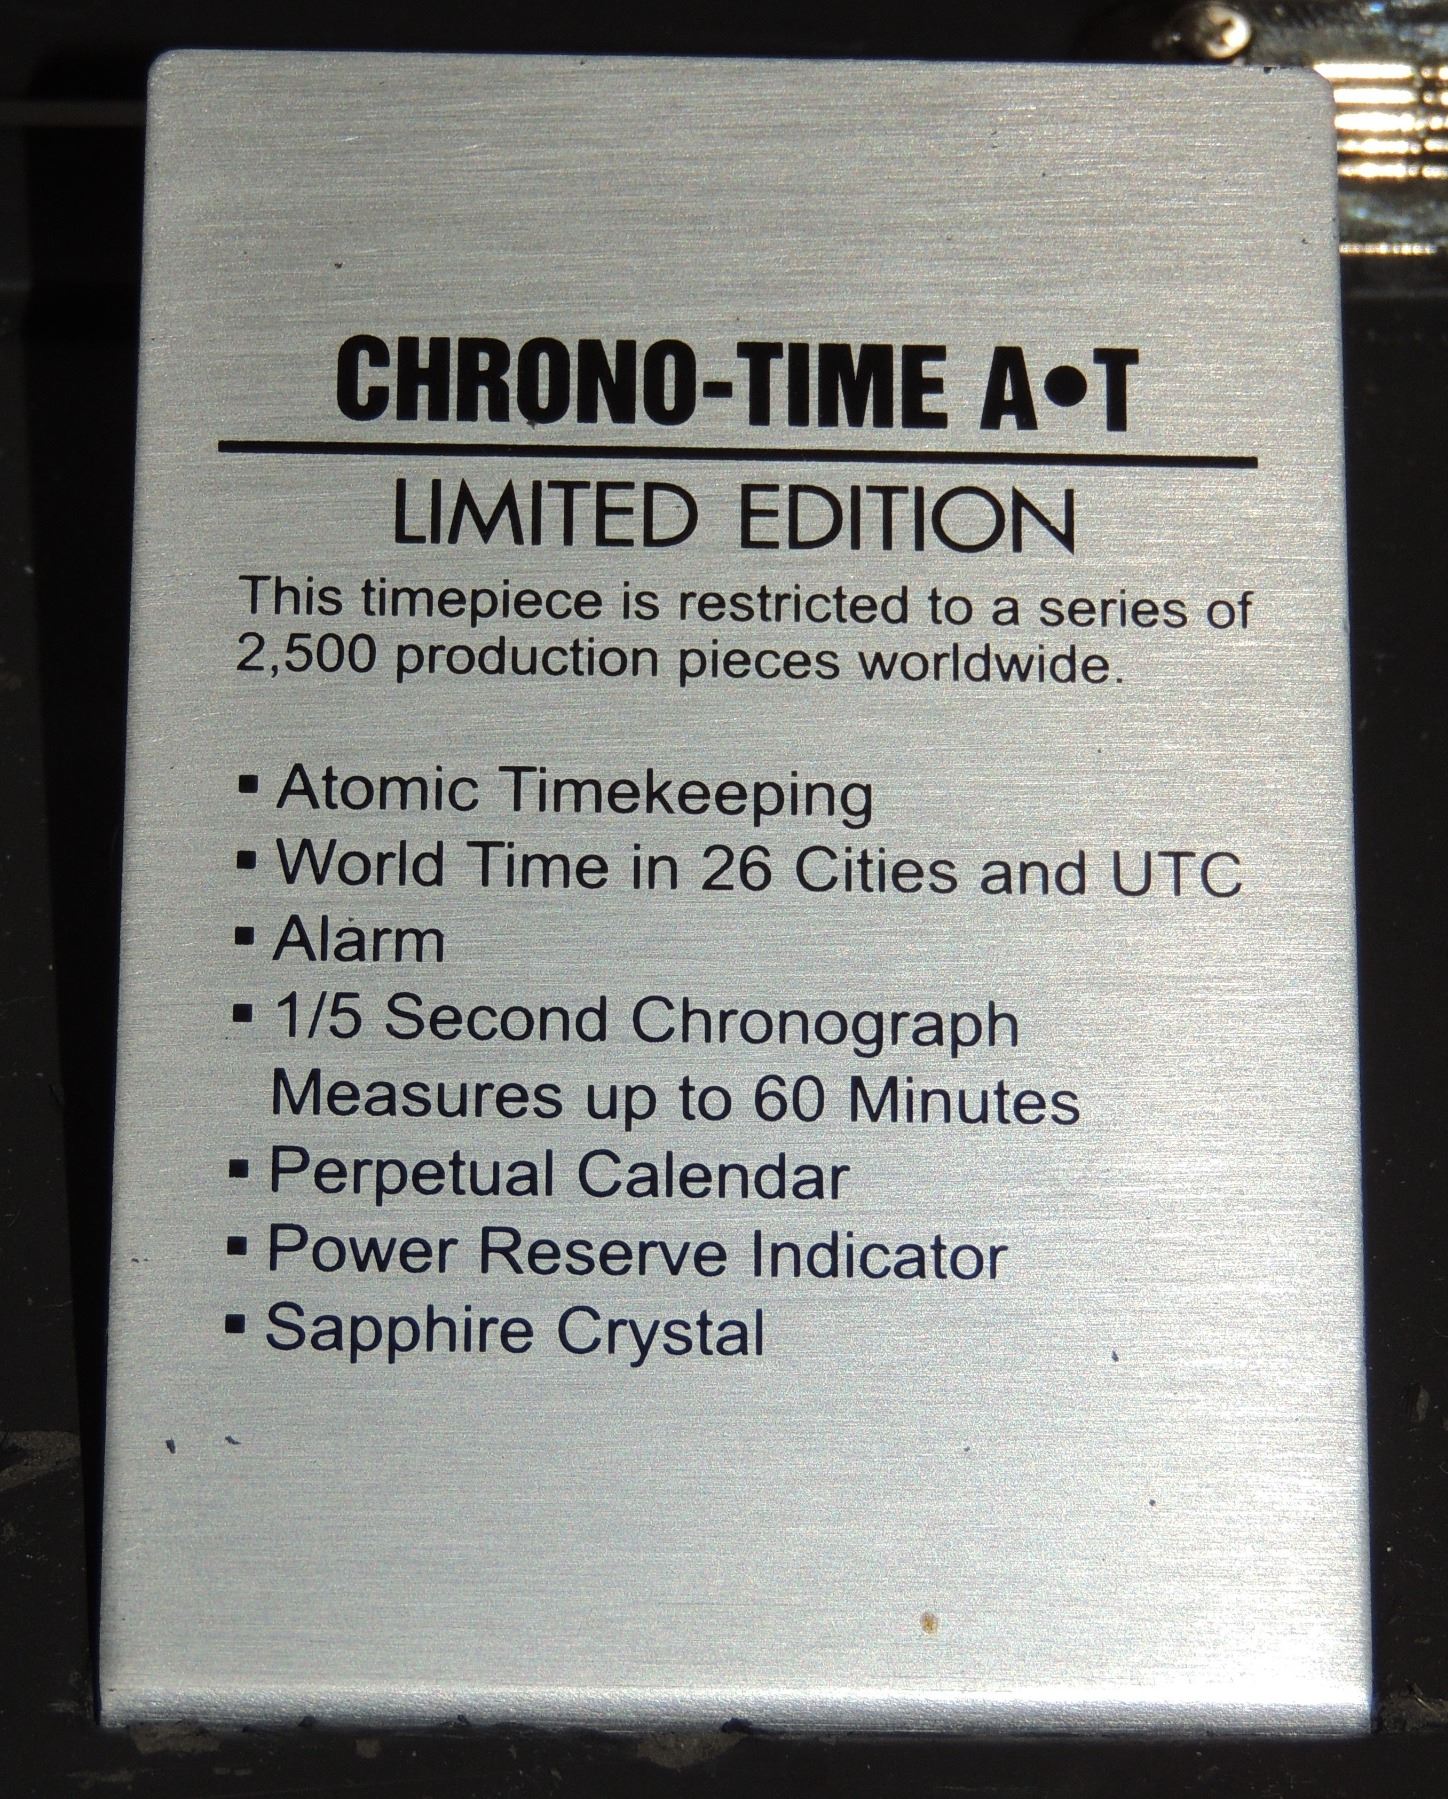 CHRONO-TIME A•T
LIMITED EDITION
This timepiece is restricted to a series of
2,500 production pieces worldwide.
▪ Atomic Timekeeping
▪ World Time in 26 Cities and UTC
▪ Alarm
▪ 1/5 Second Chronograph
Measures up to 60 Minutes
▪ Perpetual Calendar
▪ Power Reserve Indicator
▪ Sapphire Crystal